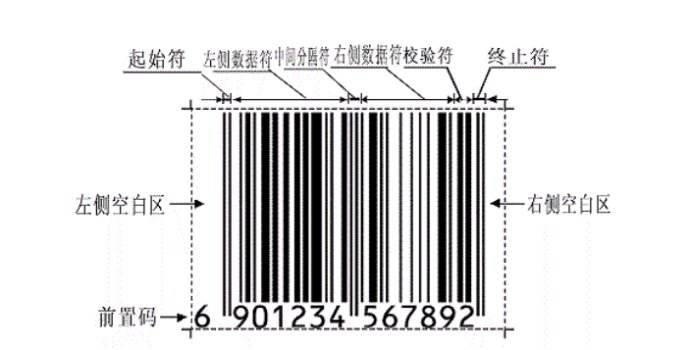 起始符 左侧数据符 中间分隔符 右侧数据符 校验符 终止符
左侧空白区 右侧空白区
前置码 6 901234 567892